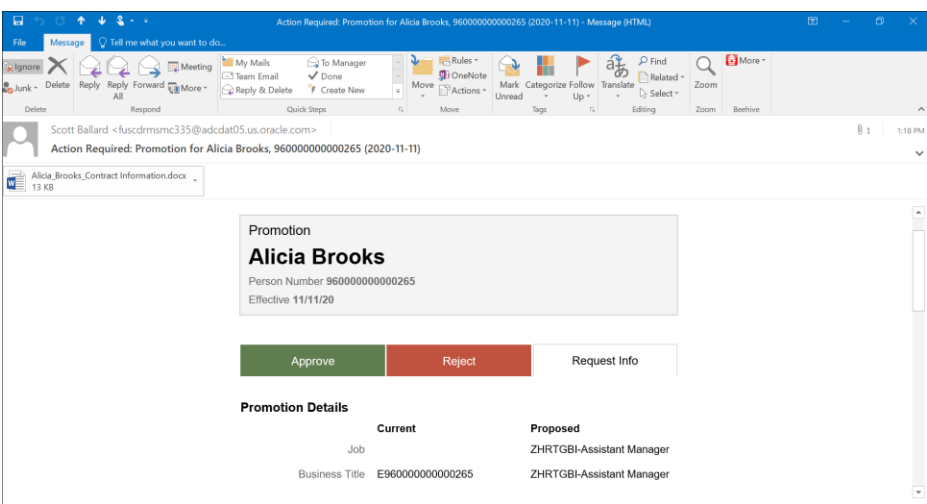 Action Required: Promotion for Alicia Brooks, 960000000000265 (2020-11-11) - Message (HTML)
File Message Tell me what you want to do...
Ignore
Junk
Delete
Reply
Reply All
Forward
Meeting
More
My Mails
Team Email
Reply & Delete
To Manager
Done
Create New
Move
Rules
OneNote
Actions
Mark Unread
Categorize
Follow Up
Translate
Find
Related
Select
Zoom
More
Delete Respond Quick Steps Move Tags Editing Zoom Beehive
Scott Ballard <fuscdrmsmc335@adcdat05.us.oracle.com> 1 1:18 PM
Action Required: Promotion for Alicia Brooks, 960000000000265 (2020-11-11)
Alicia_Brooks_Contract Information.docx
13 KB
Promotion
Alicia Brooks
Person Number 960000000000265
Effective 11/11/20
Approve Reject Request Info
Promotion Details
Current Proposed
Job ZHRTGBI-Assistant Manager
Business Title E960000000000265 ZHRTGBI-Assistant Manager